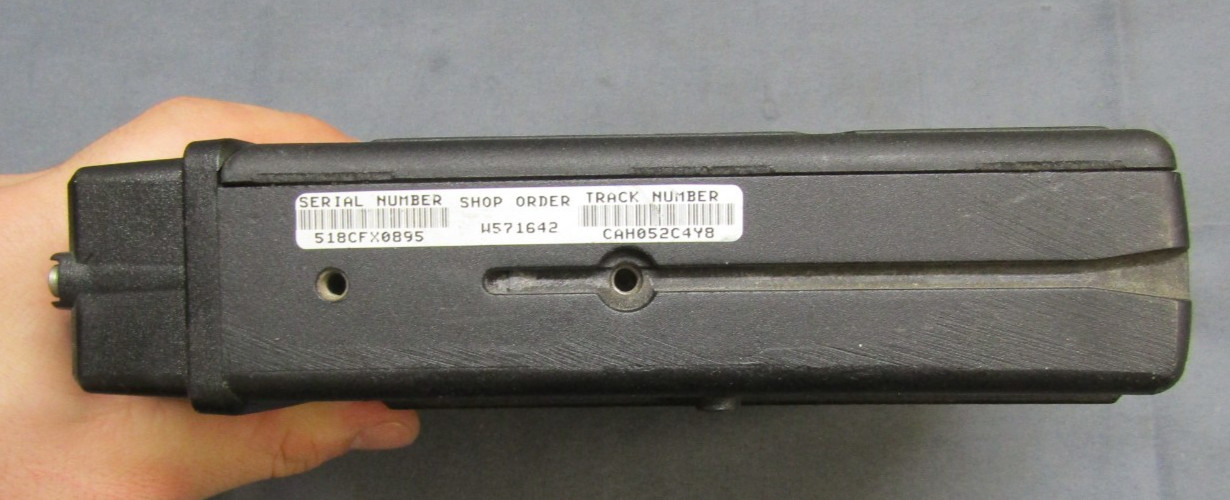 SERIAL NUMBER SHOP ORDER TRACK NUMBER
518CFX0895 W571642 CAH052C4Y8